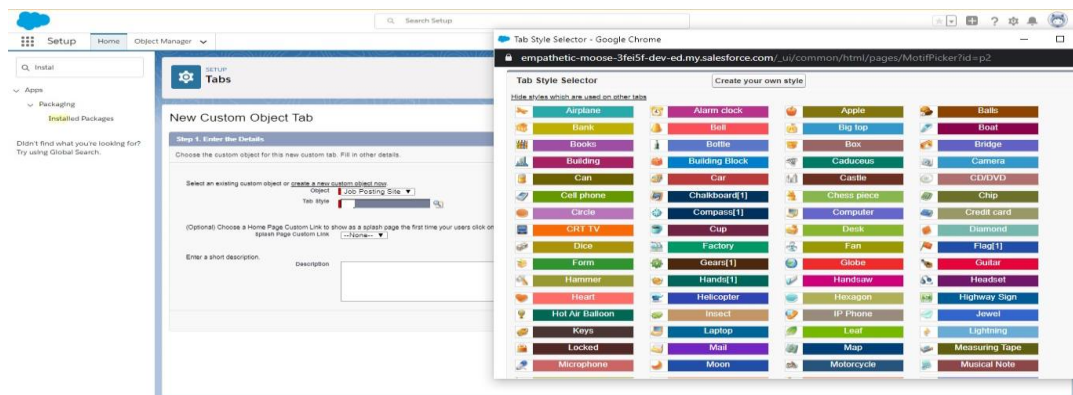 Search Setup
Setup
Home
Object Manager
Instal
Apps
Packaging
Installed Packages
Didn't find what you're looking for?
Try using Global Search.
SETUP
Tabs
New Custom Object Tab
Step 1. Enter the Details
Choose the custom object for this new custom tab. Fill in other details.
Select an existing custom object or create a new custom object now.
Object Job Posting Site
Tab Style
(Optional) Choose a Home Page Custom Link to show as a splash page the first time your users click on
Splash Page Custom Link --None--
Enter a short description.
Description
Tab Style Selector - Google Chrome
empathetic-moose-3fei5f-dev-ed.my.salesforce.com/_ui/common/html/pages/MotifPicker?id=p2
Tab Style Selector
Create your own style
Hide styles which are used on other tabs
Airplane Alarm clock Apple Balls
Bank Bell Big top Boat
Books Bottle Box Bridge
Building Building Block Caduceus Camera
Can Car Castle CD/DVD
Cell phone Chalkboard[1] Chess piece Chip
Circle Compass[1] Computer Credit card
CRT TV Cup Desk Diamond
Dice Factory Fan Flag[1]
Form Gears[1] Globe Guitar
Hammer Hands[1] Handsaw Headset
Heart Helicopter Hexagon Highway Sign
Hot Air Balloon Insect IP Phone Jewel
Keys Laptop Leaf Lightning
Locked Mail Map Measuring Tape
Microphone Moon Motorcycle Musical Note